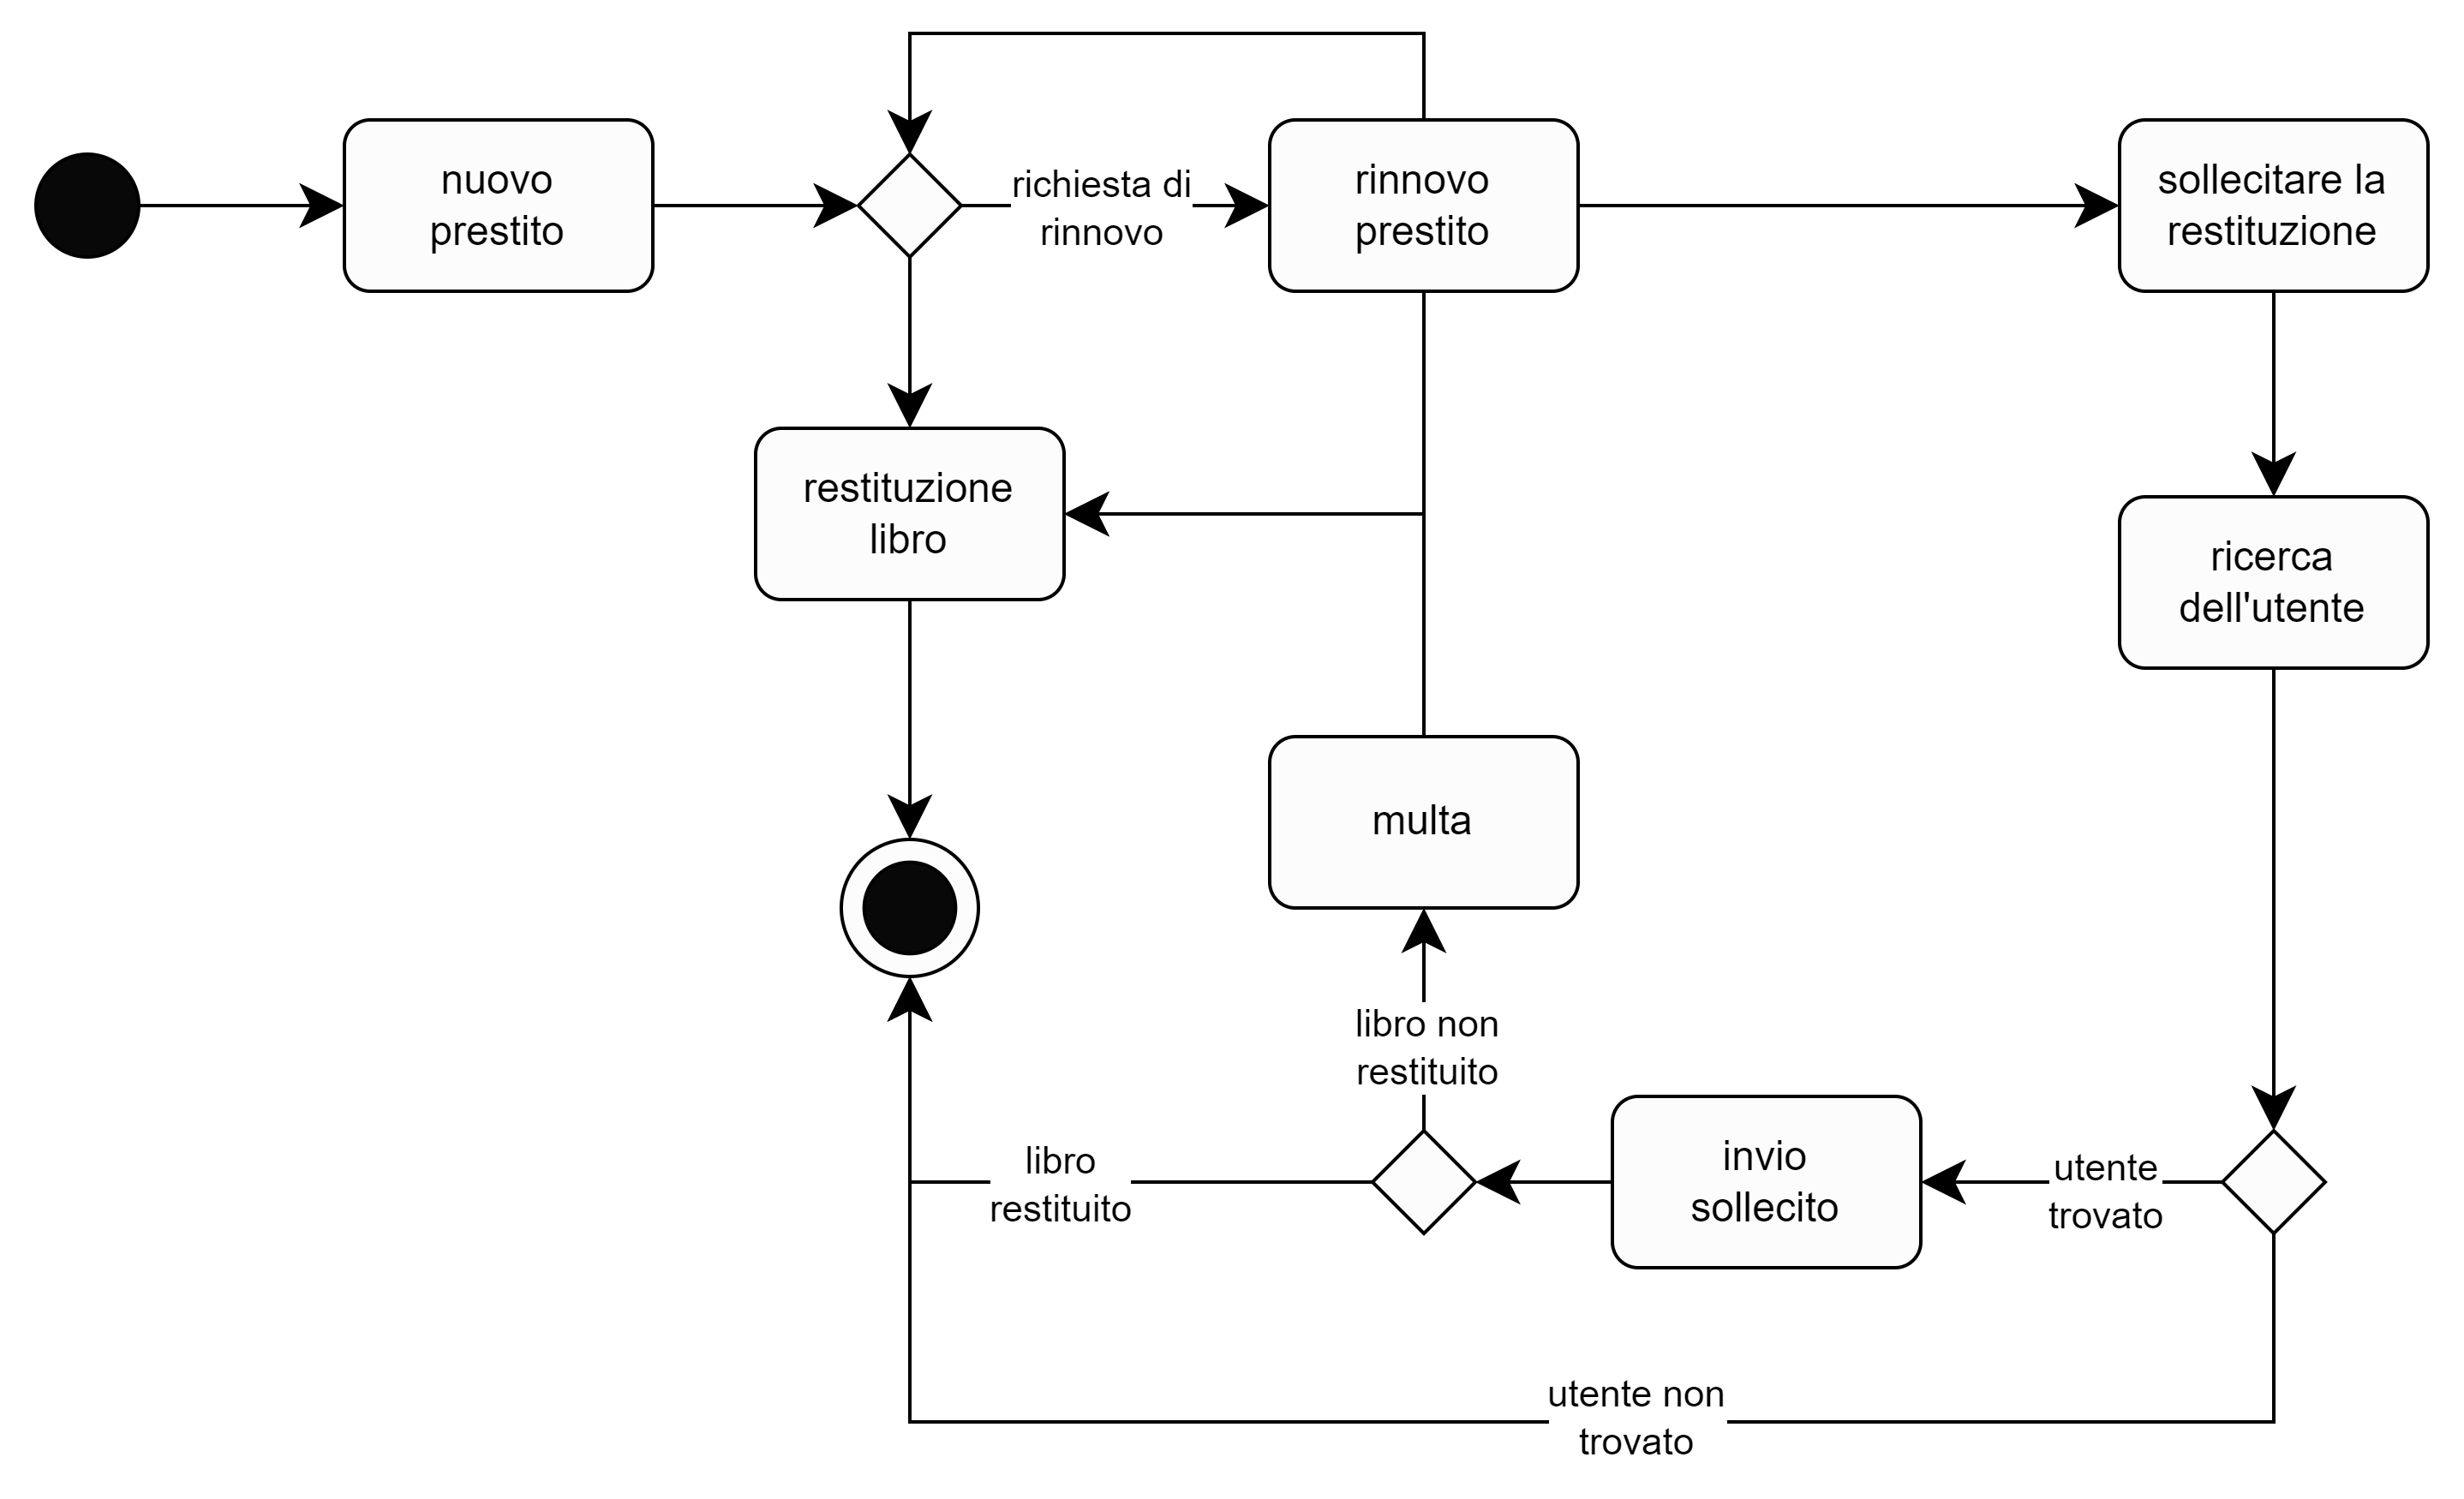 nuovo
prestito
richiesta di
rinnovo
rinnovo
prestito
sollecitare la
restituzione
restituzione
libro
ricerca
dell'utente
multa
libro non
restituito
libro
restituito
invio
sollecito
utente
trovato
utente non
trovato